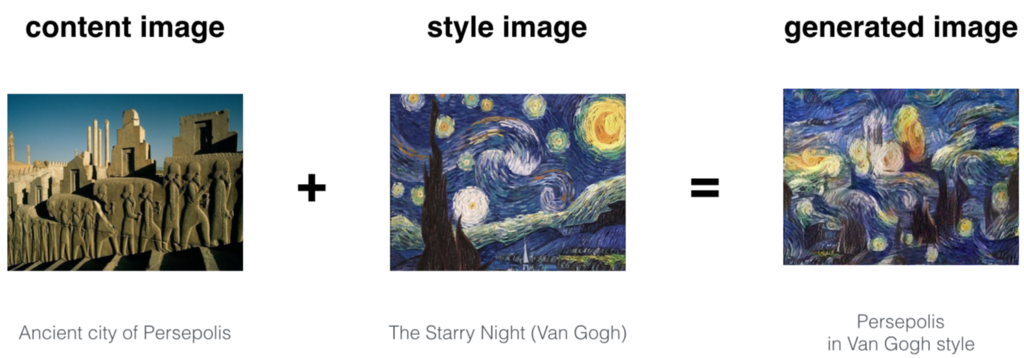 content image
style image
generated image
+
=
Ancient city of Persepolis
The Starry Night (Van Gogh)
Persepolis
in Van Gogh style